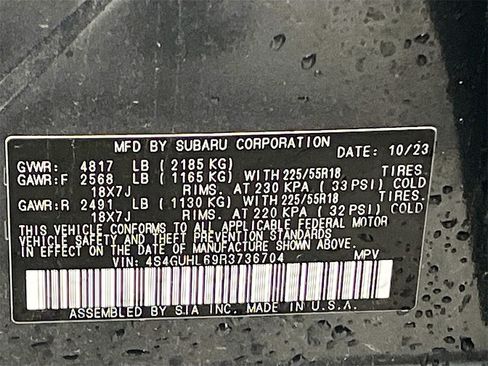 MFD BY SUBARU CORPORATION DATE: 10/23
GVWR: 4817 LB (2185 KG)
GAWR:F 2568 LB (1165 KG) WITH 225/55R18 TIRES.
18X7J RIMS. AT 230 KPA (33 PSI) COLD
GAWR:R 2491 LB (1130 KG) WITH 225/55R18 TIRES.
18X7J RIMS. AT 220 KPA (32 PSI) COLD
THIS VEHICLE CONFORMS TO ALL APPLICABLE FEDERAL MOTOR
VEHICLE SAFETY AND THEFT PREVENTION STANDARDS
IN EFFECT ON THE DATE OF MANUFACTURE SHOWN ABOVE.
VIN: 4S4GUHL69R3736704 MPV
ASSEMBLED BY SIA INC. MADE IN U.S.A.